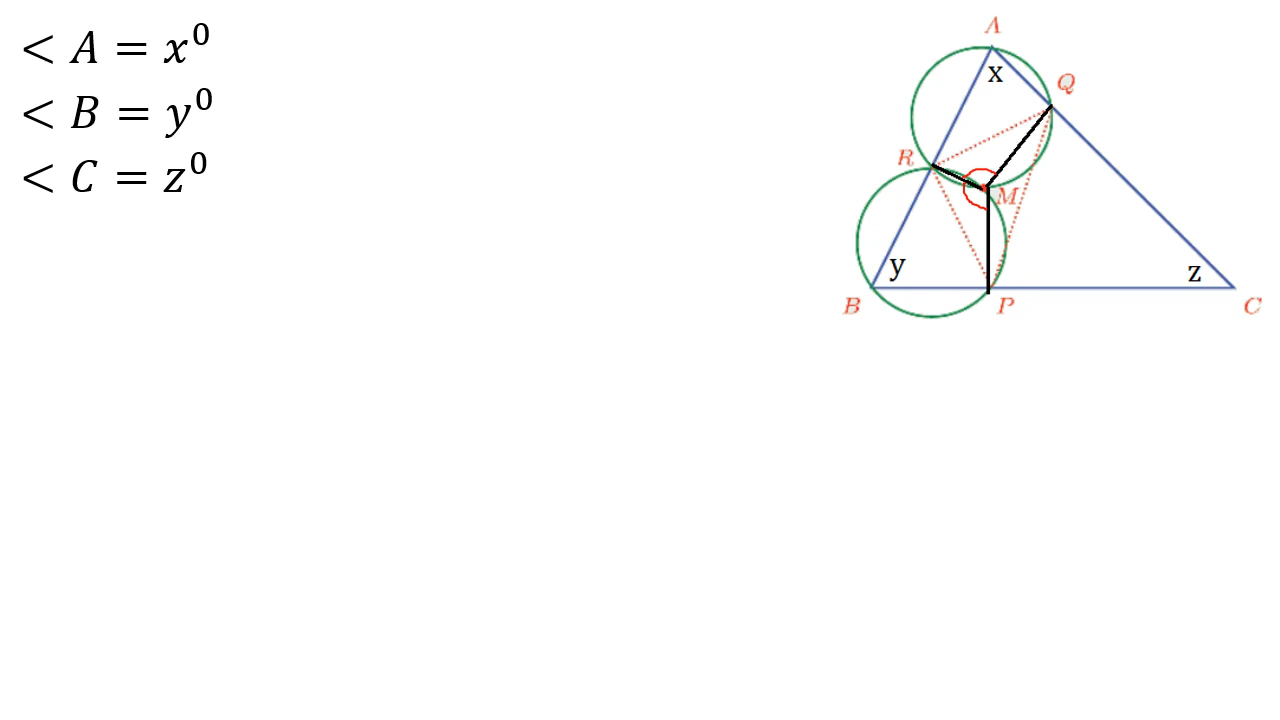 < A = x⁰
< B = y⁰
< C = z⁰
A
x
Q
R
M
y
z
B
P
C